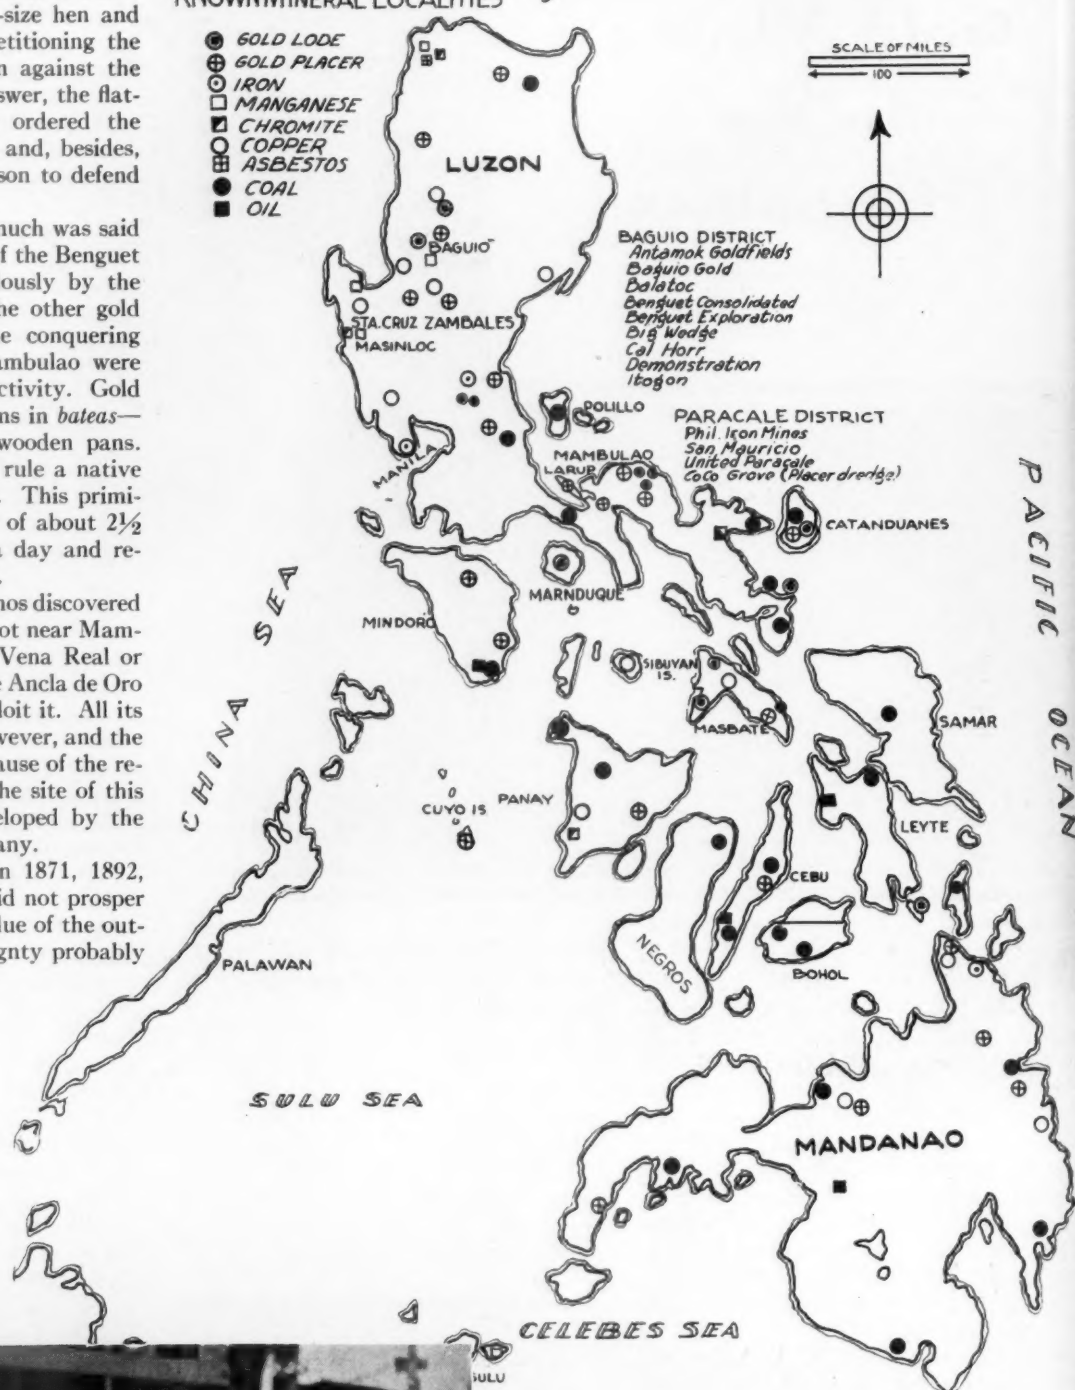 -size hen and
etitioning the
n against the
swer, the flat-
ordered the
and, besides,
son to defend
much was said
f the Benguet
ously by the
he other gold
e conquering
ambulao were
ctivity. Gold
ns in bateas—
wooden pans.
rule a native
. This primi-
of about 2½
a day and re-
nos discovered
ot near Mam-
Vena Real or
e Ancla de Oro
loit it. All its
wever, and the
ause of the re-
he site of this
eloped by the
any.
n 1871, 1892,
id not prosper
lue of the out-
gnty probably
KNOWN MINERAL LOCALITIES
GOLD LODE
GOLD PLACER
IRON
MANGANESE
CHROMITE
COPPER
ASBESTOS
COAL
OIL
SCALE OF MILES
100
LUZON
BAGUIO
BAGUIO DISTRICT
Antamok Goldfields
Baguio Gold
Balatoc
Benguet Consolidated
Benguet Exploration
Big Wedge
Cal Horr
Demonstration
Itogon
STA. CRUZ ZAMBALES
MASINLOC
POLILLO
PARACALE DISTRICT
Phil. Iron Mines
San Mauricio
United Paracale
CoCo Grove (Placer dredge)
MANILA
MAMBULAO
LARUP
CATANDUANES
PACIFIC OCEAN
MARNDUQUE
MINDORO
CHINA SEA
SIBUYAN
IS.
MASBATE
SAMAR
PANAY
CUYO IS
LEYTE
CEBU
NEGROS
BOHOL
PALAWAN
SULU SEA
MANDANAO
CELEBES SEA
SULU